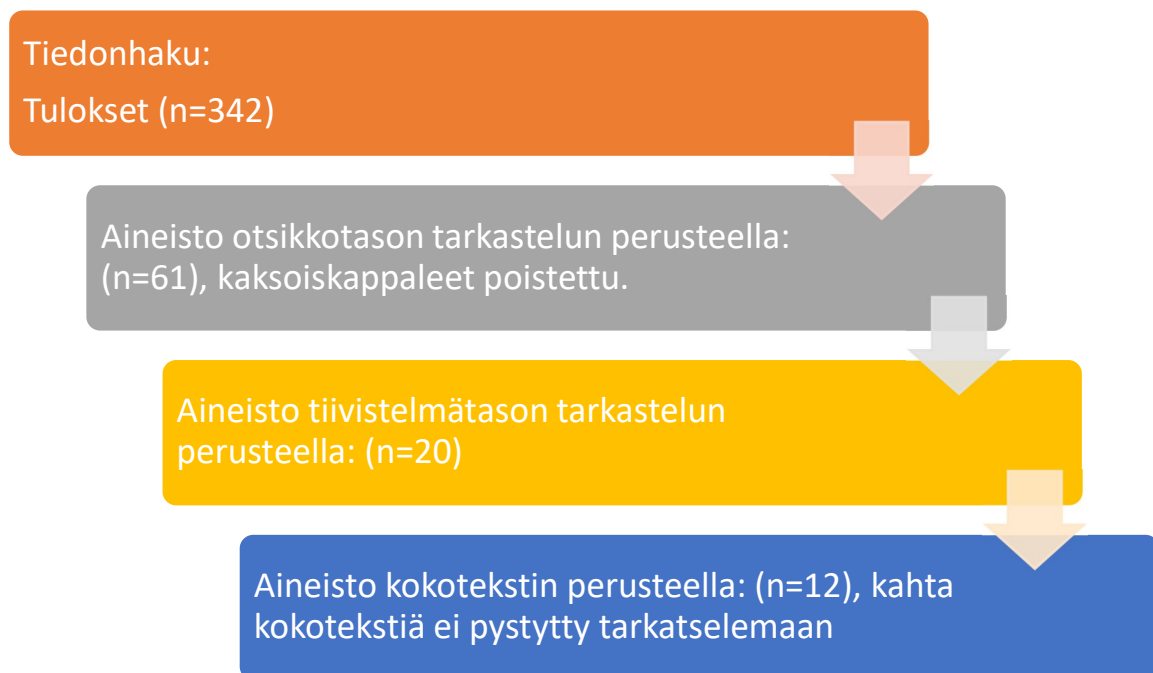 Tiedonhaku:
Tulokset (n=342)
Aineisto otsikkotason tarkastelun perusteella:
(n=61), kaksoiskappaleet poistettu.
Aineisto tiivistelmätason tarkastelun
perusteella: (n=20)
Aineisto kokotekstin perusteella: (n=12), kahta
kokotekstiä ei pystytty tarkatselemaan